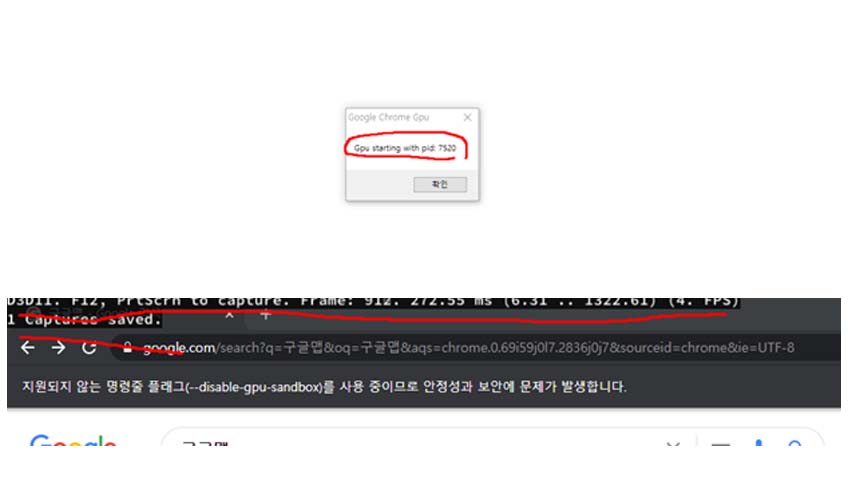 Google Chrome Gpu
Gpu starting with pid: 7520
확인
D3D11. F12, PrtScrn to capture. Frame: 912. 272.55 ms (6.31 .. 1322.61) (4. FPS)
1 Captures saved.
google.com/search?q=구글맵&oq=구글맵&aqs=chrome.0.69i59j0l7.2836j0j7&sourceid=chrome&ie=UTF-8
지원되지 않는 명령줄 플래그(--disable-gpu-sandbox)를 사용 중이므로 안정성과 보안에 문제가 발생합니다.
Google